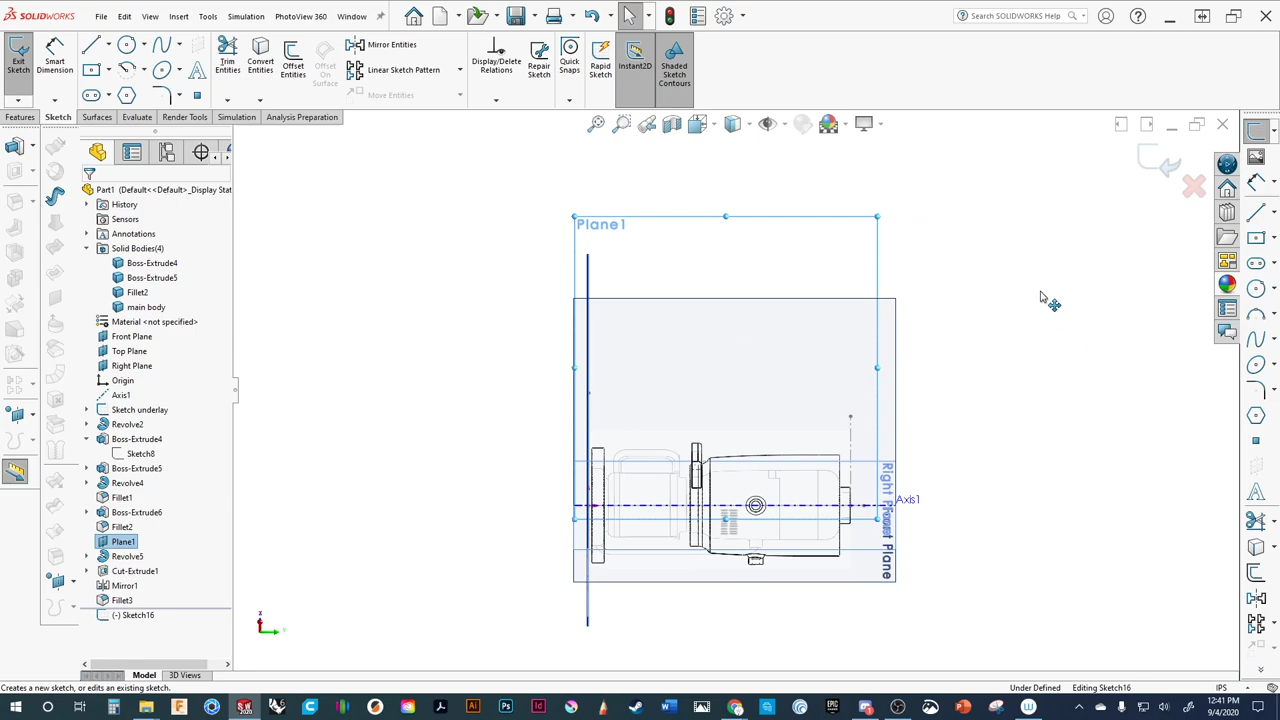 SOLIDWORKS
File
Edit
View
Insert
Tools
Simulation
PhotoView 360
Window
Search SOLIDWORKS Help
Exit Sketch
Smart Dimension
Trim Entities
Convert Entities
Offset Entities
Offset On Surface
Mirror Entities
Linear Sketch Pattern
Move Entities
Display/Delete Relations
Repair Sketch
Quick Snaps
Rapid Sketch
Instant2D
Shaded Sketch Contours
Features
Sketch
Surfaces
Evaluate
Render Tools
Simulation
Analysis Preparation
Part1 (Default<<Default>_Display Stat
History
Sensors
Annotations
Solid Bodies(4)
Boss-Extrude4
Boss-Extrude5
Fillet2
main body
Material <not specified>
Front Plane
Top Plane
Right Plane
Origin
Axis1
Sketch underlay
Revolve2
Boss-Extrude4
Sketch8
Boss-Extrude5
Revolve4
Fillet1
Boss-Extrude6
Fillet2
Plane1
Revolve5
Cut-Extrude1
Mirror1
Fillet3
(-) Sketch16
Plane1
Axis1
Model
3D Views
Creates a new sketch, or edits an existing sketch.
Under Defined
Editing Sketch16
IPS
12:41 PM
9/4/2020